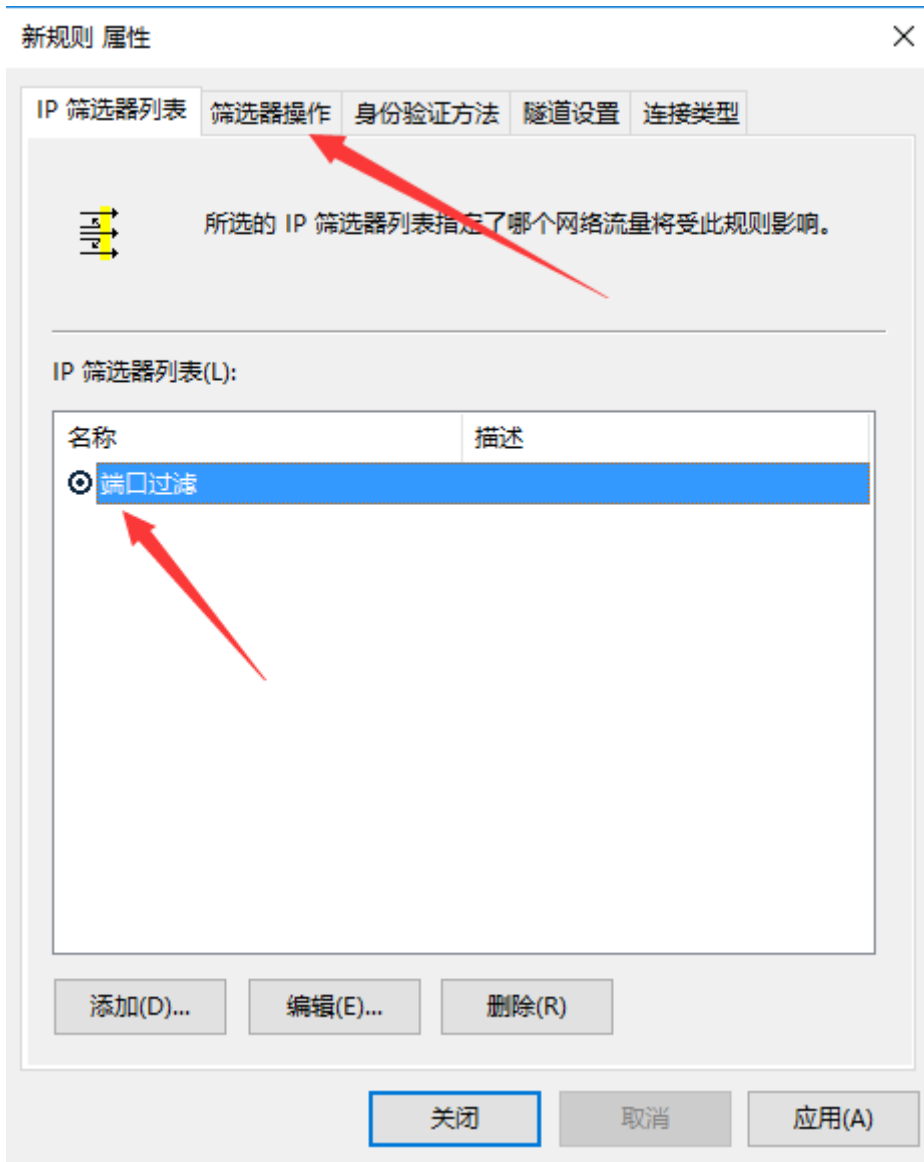 新规则 属性
IP 筛选器列表 筛选器操作 身份验证方法 隧道设置 连接类型
所选的 IP 筛选器列表指定了哪个网络流量将受此规则影响。
IP 筛选器列表(L):
名称 描述
端口过滤
添加(D)... 编辑(E)... 删除(R)
关闭 取消 应用(A)